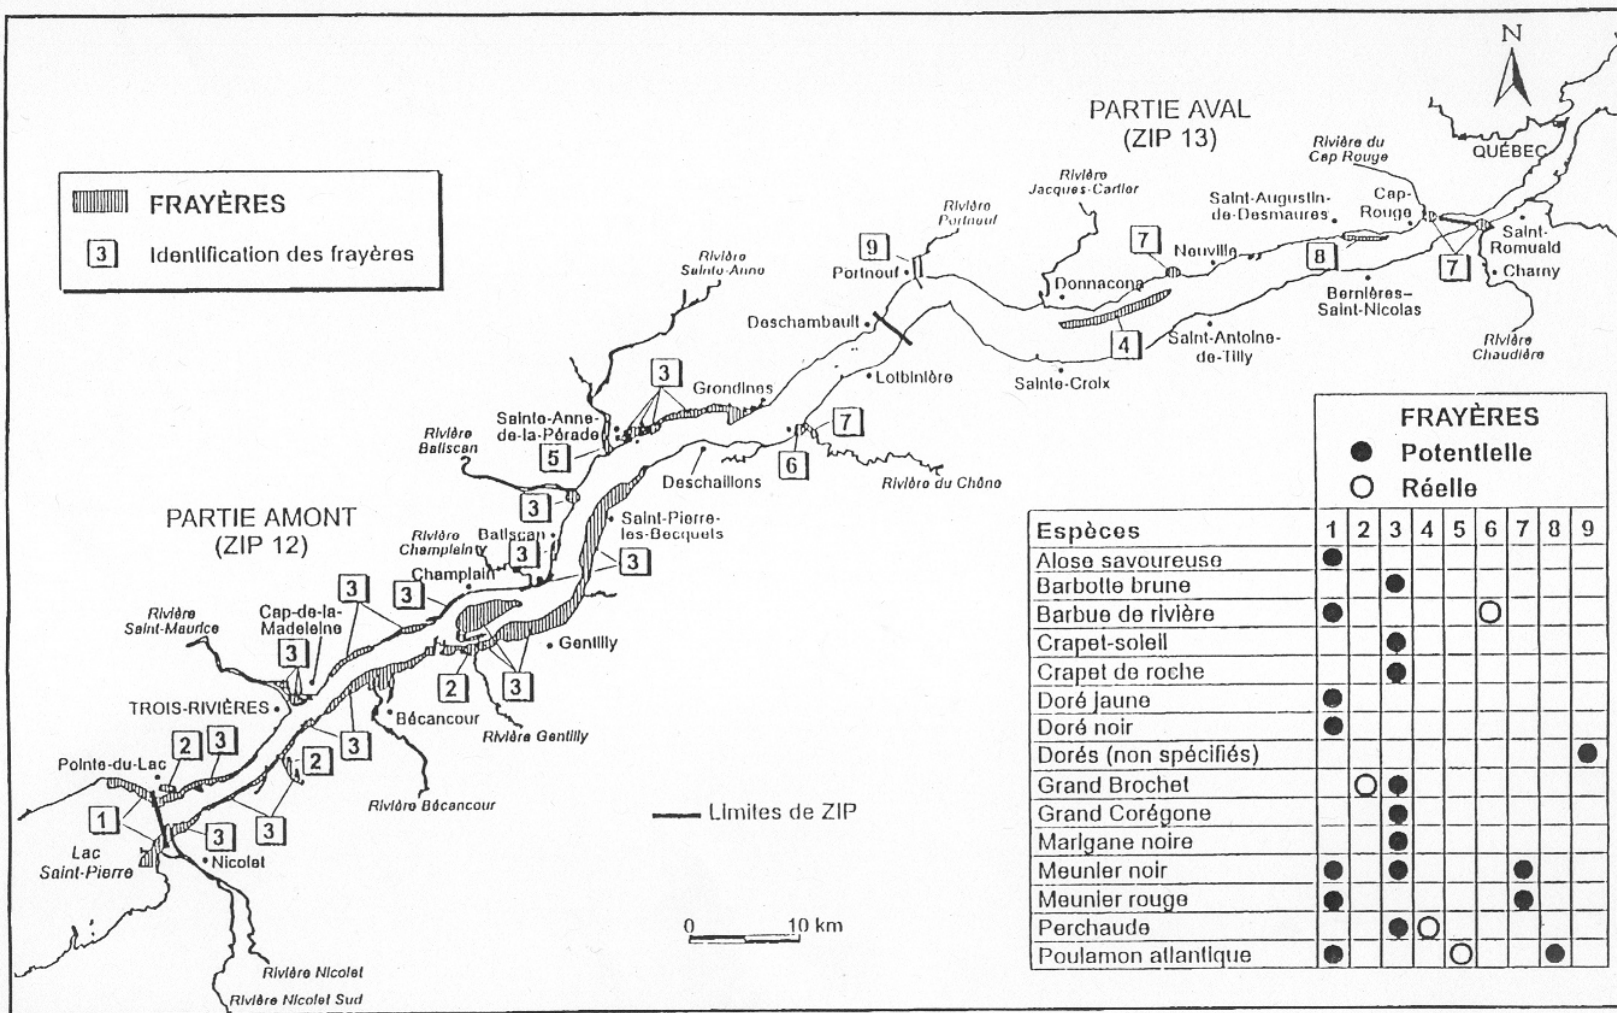 N
PARTIE AVAL
(ZIP 13)
QUÉBEC
Rivière du
Cap Rouge
Rivière
Jacques-Cartier
Saint-Augustin-
de-Desmaures
Cap-
Rouge
Saint-
Romuald
Charny
Rivière
Chaudière
FRAYÈRES
3 Identification des frayères
Rivière
Portneuf
9
Portneuf
7
Neuville
8
7
Donnacona
Bernières-
Saint-Nicolas
4
Saint-Antoine-
de-Tilly
Rivière
Sainte-Anne
Deschambault
Lotbinière
Sainte-Croix
3
Grondines
Sainte-Anne-
de-la-Pérade
5
Rivière
Batiscan
7
6
Deschaillons
Rivière du Chêne
3
PARTIE AMONT
(ZIP 12)
Saint-Pierre-
les-Becquets
Rivière
Champlain
Batiscan
3
3
Champlain
3
3
Rivière
Saint-Maurice
Cap-de-la-
Madeleine
3
Gentilly
2
3
TROIS-RIVIÈRES
Bécancour
Rivière Gentilly
2
3
3
2
Pointe-du-Lac
Rivière Bécancour
1
3
3
Lac
Saint-Pierre
Nicolet
Limites de ZIP
0 10 km
Rivière Nicolet
Rivière Nicolet Sud
FRAYÈRES
Potentielle
Réelle
Espèces 1 2 3 4 5 6 7 8 9
Alose savoureuse
Barbotte brune
Barbue de rivière
Crapet-soleil
Crapet de roche
Doré jaune
Doré noir
Dorés (non spécifiés)
Grand Brochet
Grand Corégone
Marigane noire
Meunier noir
Meunier rouge
Perchaude
Poulamon atlantique